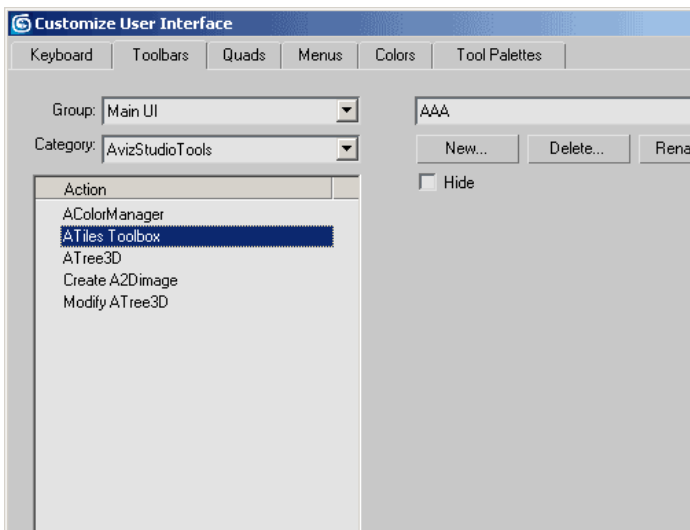 Customize User Interface
Keyboard Toolbars Quads Menus Colors Tool Palettes
Group: Main UI AAA
Category: AvizStudioTools New... Delete...
Hide
Action
AColorManager
ATiles Toolbox
ATree3D
Create A2Dimage
Modify ATree3D